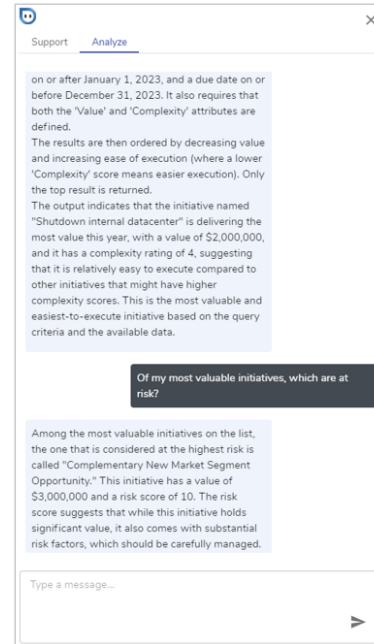 Support Analyze
on or after January 1, 2023, and a due date on or
before December 31, 2023. It also requires that
both the 'Value' and 'Complexity' attributes are
defined.
The results are then ordered by decreasing value
and increasing ease of execution (where a lower
'Complexity' score means easier execution). Only
the top result is returned.
The output indicates that the initiative named
"Shutdown internal datacenter" is delivering the
most value this year, with a value of $2,000,000,
and it has a complexity rating of 4, suggesting
that it is relatively easy to execute compared to
other initiatives that might have higher
complexity scores. This is the most valuable and
easiest-to-execute initiative based on the query
criteria and the available data.
Of my most valuable initiatives, which are at
risk?
Among the most valuable initiatives on the list,
the one that is considered at the highest risk is
called "Complementary New Market Segment
Opportunity." This initiative has a value of
$3,000,000 and a risk score of 10. The risk
score suggests that while this initiative holds
significant value, it also comes with substantial
risk factors, which should be carefully managed.
Type a message...